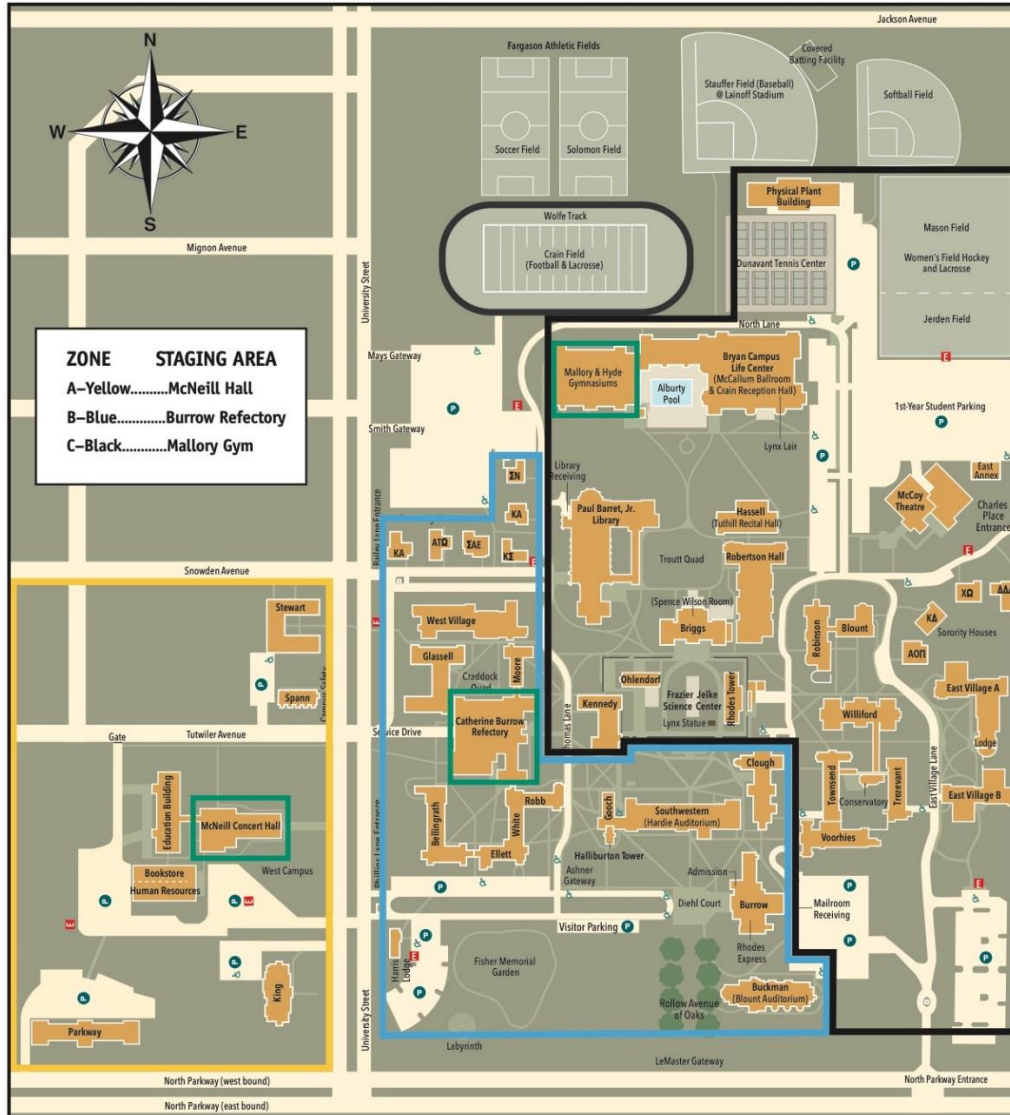 Jackson Avenue
Fargason Athletic Fields
Covered
Batting Facility
Stauffer Field (Baseball)
@ Lainoff Stadium
Softball Field
N
W
E
S
Soccer Field
Solomon Field
Physical Plant
Building
Wolfe Track
Crain Field
(Football & Lacrosse)
Mignon Avenue
University Street
Dunavant Tennis Center
P
Mason Field
Women's Field Hockey
and Lacrosse
Jerden Field
North Lane
ZONE STAGING AREA
A–Yellow.........McNeill Hall
B–Blue.............Burrow Refectory
C–Black............Mallory Gym
Mays Gateway
Mallory & Hyde
Gymnasiums
Alburty
Pool
Bryan Campus
Life Center
(McCallum Ballroom
& Crain Reception Hall)
E
P
E
1st-Year Student Parking
P
Smith Gateway
Lynx Lair
P
Library
Receiving
ΣN
KA
Paul Barret, Jr.
Library
Hassell
(Tuthill Recital Hall)
McCoy
Theatre
East
Annex
Charles
Place
Entrance
Bailey Lane Entrance
KA
ATΩ
ΣAE
KΣ
E
Troutt Quad
Robertson Hall
E
Snowden Avenue
Stewart
West Village
(Spence Wilson Room)
Briggs
Robinson
Blount
XΩ
ΚΔ
Sorority Houses
AOΠ
E
Glassell
Moore
Craddock
Quad
Ohlendorf
Frazier Jelke
Science Center
Rhodes Tower
East Village A
P
Spann
Catherine Burrow
Refectory
Kennedy
Lynx Statue
Williford
Lodge
Gate
Tutwiler Avenue
Service Drive
Thomas Lane
Clough
Townsend
Conservatory
Trezevant
East Village Lane
East Village B
Education Building
McNeill Concert Hall
Bellingrath
Robb
White
Ellett
Gooch
Southwestern
(Hardie Auditorium)
Voorhies
Halliburton Tower
Bookstore
Human Resources
West Campus
Phillips Lane Entrance
Ashner
Gateway
Admission
Burrow
P
E
P
E
P
Diehl Court
Mailroom
Receiving
P
E
Visitor Parking P
Rhodes
Express
P
P
King
Harris
Lodge
P
E
P
Fisher Memorial
Garden
Rollow Avenue
of Oaks
Buckman
(Blount Auditorium)
P
P
Parkway
University Street
Labyrinth
LeMaster Gateway
North Parkway (west bound)
North Parkway Entrance
North Parkway (east bound)